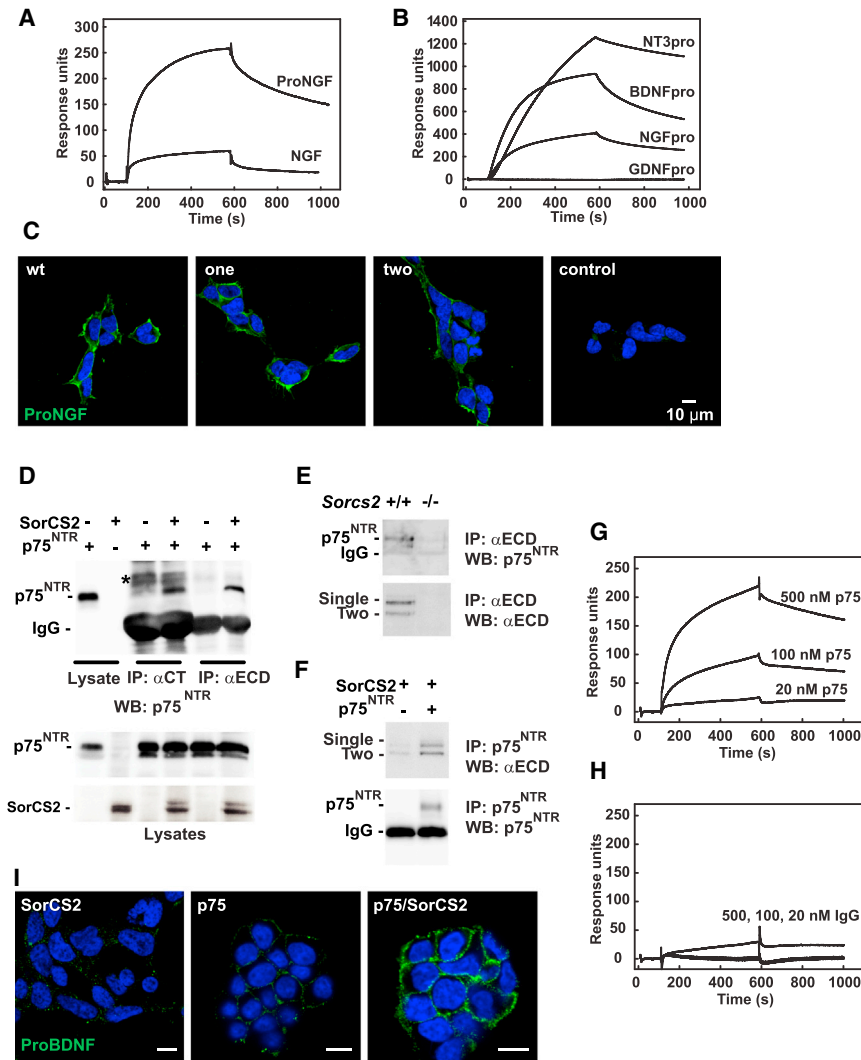 A
300
250
200
150
100
50
0
Response units
ProNGF
NGF
200 400 600 800 1000
Time (s)
B
1400
1200
1000
800
600
400
200
0
Response units
NT3pro
BDNFpro
NGFpro
GDNFpro
200 400 600 800 1000
Time (s)
C
wt
one
two
control
ProNGF
10 µm
D
SorCS2 - + - + - +
p75NTR + - + + + +
*
p75NTR -
IgG -
Lysate IP: αCT IP: αECD
WB: p75NTR
p75NTR -
SorCS2 -
Lysates
E
Sorcs2 +/+ -/-
p75NTR -
IgG -
IP: αECD
WB: p75NTR
Single -
Two -
IP: αECD
WB: αECD
F
SorCS2 + +
p75NTR - +
Single -
Two -
IP: p75NTR
WB: αECD
p75NTR -
IgG -
IP: p75NTR
WB: p75NTR
G
250
200
150
100
50
0
Response units
500 nM p75
100 nM p75
20 nM p75
0 200 400 600 800 1000
Time (s)
H
250
200
150
100
50
0
Response units
500, 100, 20 nM IgG
0 200 400 600 800 1000
Time (s)
I
SorCS2
p75
p75/SorCS2
ProBDNF